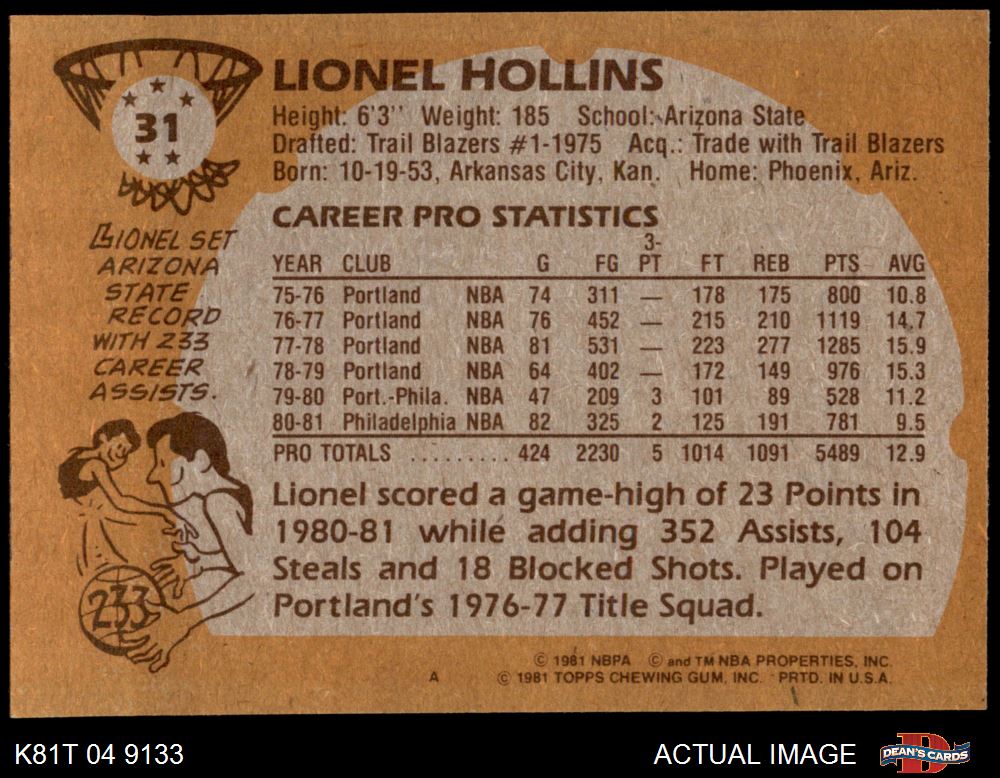 31
LIONEL HOLLINS
Height: 6'3'' Weight: 185 School: Arizona State
Drafted: Trail Blazers #1-1975 Acq.: Trade with Trail Blazers
Born: 10-19-53, Arkansas City, Kan. Home: Phoenix, Ariz.
LIONEL SET
ARIZONA
STATE
RECORD
WITH 233
CAREER
ASSISTS.
233
CAREER PRO STATISTICS
YEAR CLUB G FG 3-PT FT REB PTS AVG
75-76 Portland NBA 74 311 — 178 175 800 10.8
76-77 Portland NBA 76 452 — 215 210 1119 14.7
77-78 Portland NBA 81 531 — 223 277 1285 15.9
78-79 Portland NBA 64 402 — 172 149 976 15.3
79-80 Port.-Phila. NBA 47 209 3 101 89 528 11.2
80-81 Philadelphia NBA 82 325 2 125 191 781 9.5
PRO TOTALS .......... 424 2230 5 1014 1091 5489 12.9
Lionel scored a game-high of 23 Points in
1980-81 while adding 352 Assists, 104
Steals and 18 Blocked Shots. Played on
Portland's 1976-77 Title Squad.
© 1981 NBPA © and TM NBA PROPERTIES, INC.
A © 1981 TOPPS CHEWING GUM, INC. PRTD. IN U.S.A.
K81T 04 9133 ACTUAL IMAGE DEAN'S CARDS